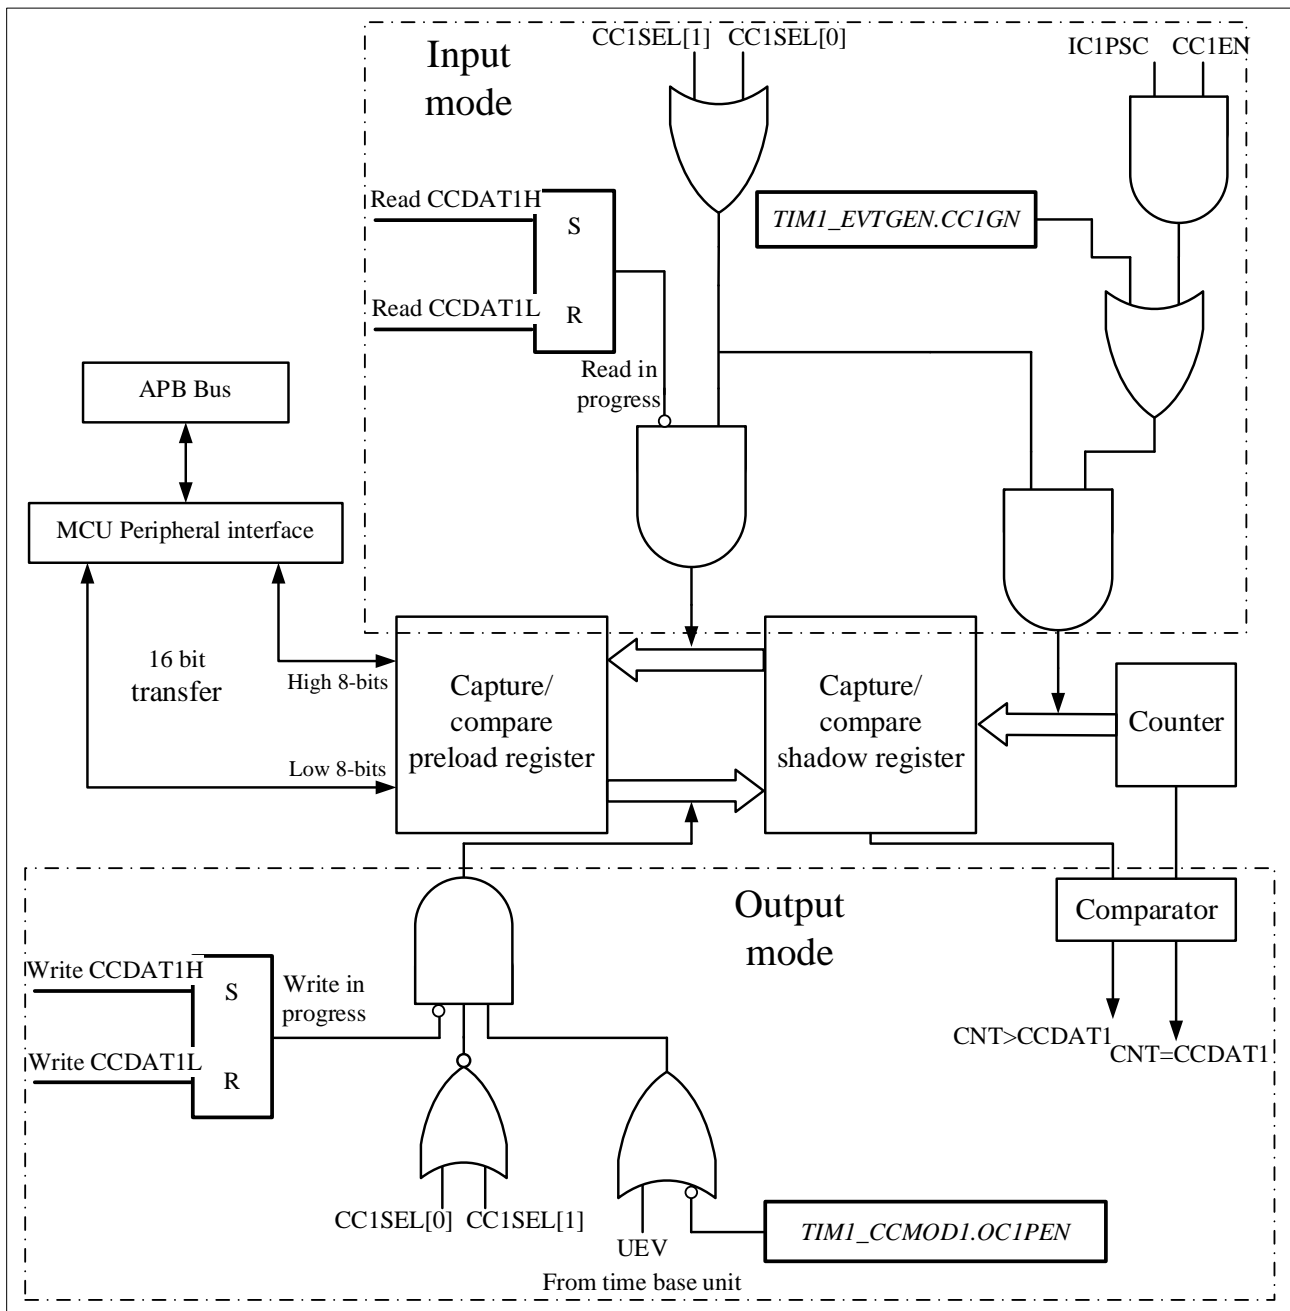 Input
mode
CC1SEL[1] CC1SEL[0]
IC1PSC CC1EN
Read CCDAT1H
S
TIM1_EVTGEN.CC1GN
Read CCDAT1L
R
Read in
progress
APB Bus
MCU Peripheral interface
16 bit
transfer
High 8-bits
Low 8-bits
Capture/
compare
preload register
Capture/
compare
shadow register
Counter
Output
mode
Comparator
Write CCDAT1H
S
Write in
progress
Write CCDAT1L
R
CNT>CCDAT1
CNT=CCDAT1
CC1SEL[0] CC1SEL[1]
UEV
TIM1_CCMOD1.OC1PEN
From time base unit